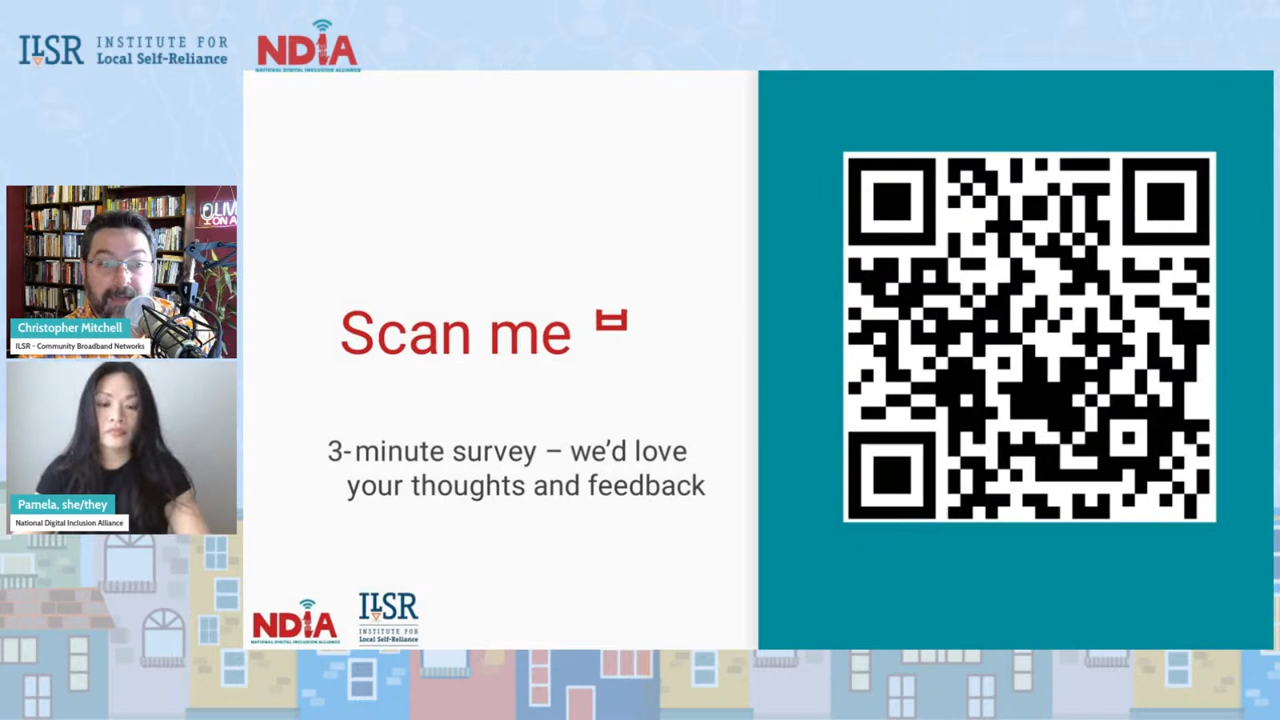 ILSR
INSTITUTE FOR
Local Self-Reliance
NDIA
NATIONAL DIGITAL INCLUSION ALLIANCE
LIV
ON A
Christopher Mitchell
ILSR - Community Broadband Networks
Pamela, she/they
National Digital Inclusion Alliance
Scan me
3-minute survey – we’d love
your thoughts and feedback
NDIA
NATIONAL DIGITAL INCLUSION ALLIANCE
ILSR
INSTITUTE FOR
Local Self-Reliance